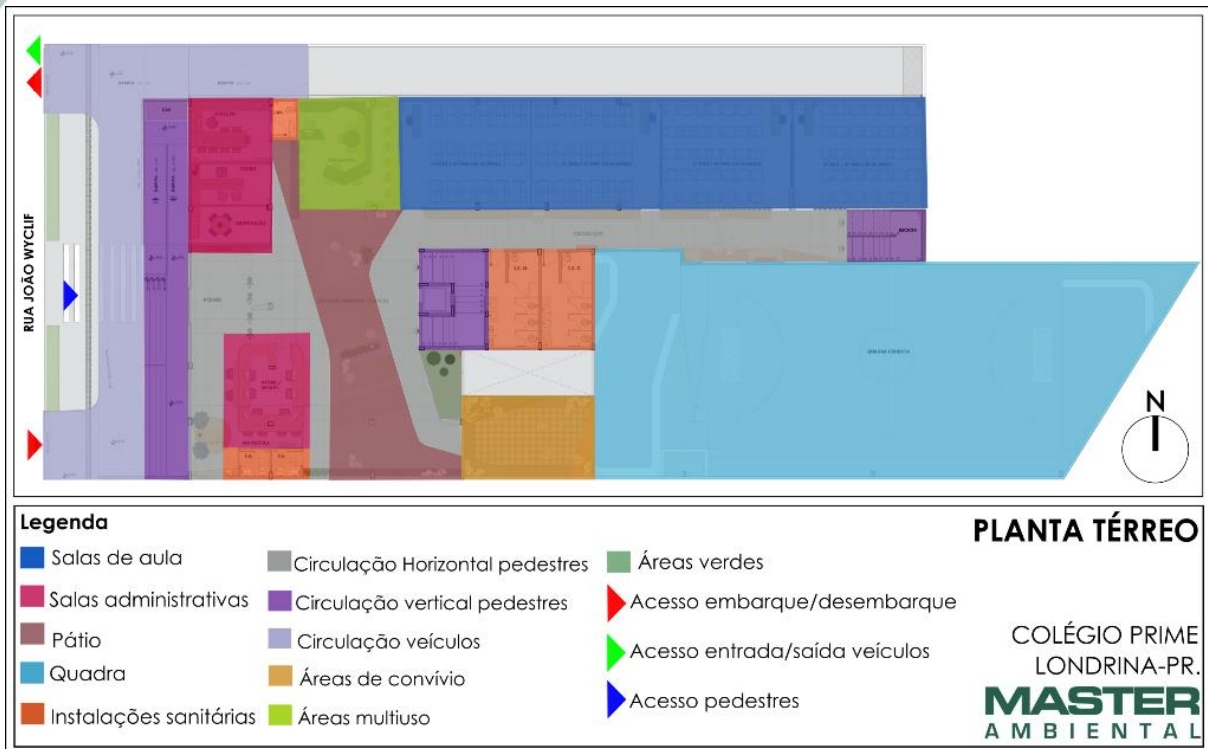 RUA JOÃO WYCLIF
N
Legenda
Salas de aula
Salas administrativas
Pátio
Quadra
Instalações sanitárias
Circulação Horizontal pedestres
Circulação vertical pedestres
Circulação veículos
Áreas de convívio
Áreas multiuso
Áreas verdes
Acesso embarque/desembarque
Acesso entrada/saída veículos
Acesso pedestres
PLANTA TÉRREO
COLÉGIO PRIME
LONDRINA-PR.
MASTER
AMBIENTAL